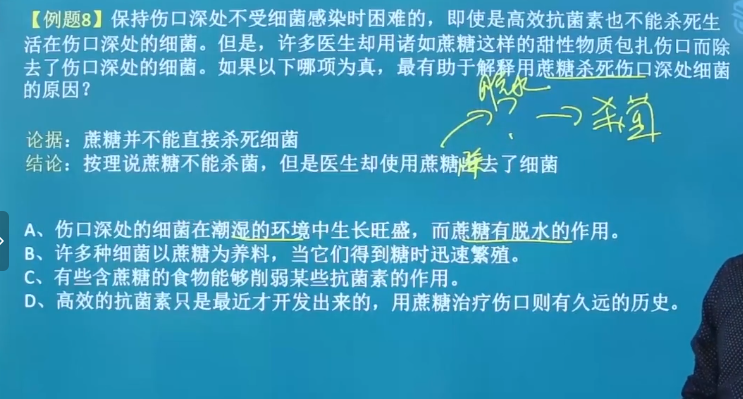 【例题8】保持伤口深处不受细菌感染时困难的，即使是高效抗菌素也不能杀死生
活在伤口深处的细菌。但是，许多医生却用诸如蔗糖这样的甜性物质包扎伤口而除
去了伤口深处的细菌。如果以下哪项为真，最有助于解释用蔗糖杀死伤口深处细菌
的原因？
脱水
杀菌
论据：蔗糖并不能直接杀死细菌
结论：按理说蔗糖不能杀菌，但是医生却使用蔗糖除去了细菌
A、伤口深处的细菌在潮湿的环境中生长旺盛，而蔗糖有脱水的作用。
B、许多种细菌以蔗糖为养料，当它们得到糖时迅速繁殖。
C、有些含蔗糖的食物能够削弱某些抗菌素的作用。
D、高效的抗菌素只是最近才开发出来的，用蔗糖治疗伤口则有久远的历史。